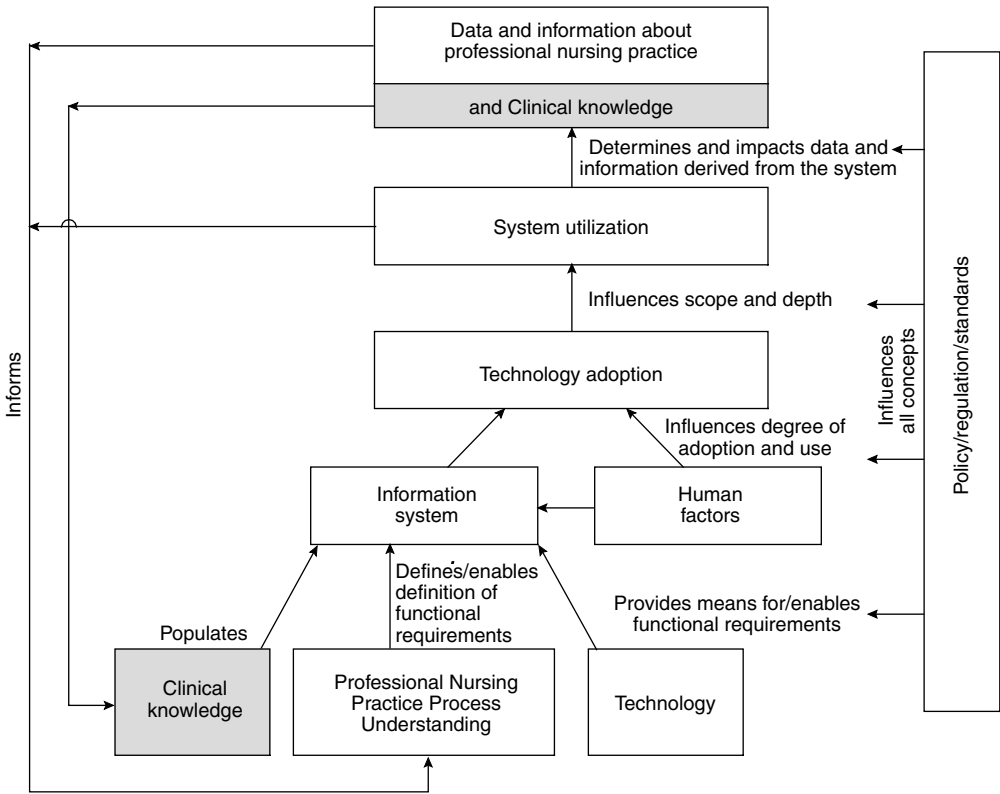 Data and information about
professional nursing practice
and Clinical knowledge
Determines and impacts data and
information derived from the system
System utilization
Influences scope and depth
Technology adoption
Influences degree of
adoption and use
Information
system
Human
factors
Defines/enables
definition of
functional
requirements
Provides means for/enables
functional requirements
Populates
Clinical
knowledge
Professional Nursing
Practice Process
Understanding
Technology
Informs
Influences
all concepts
Policy/regulation/standards